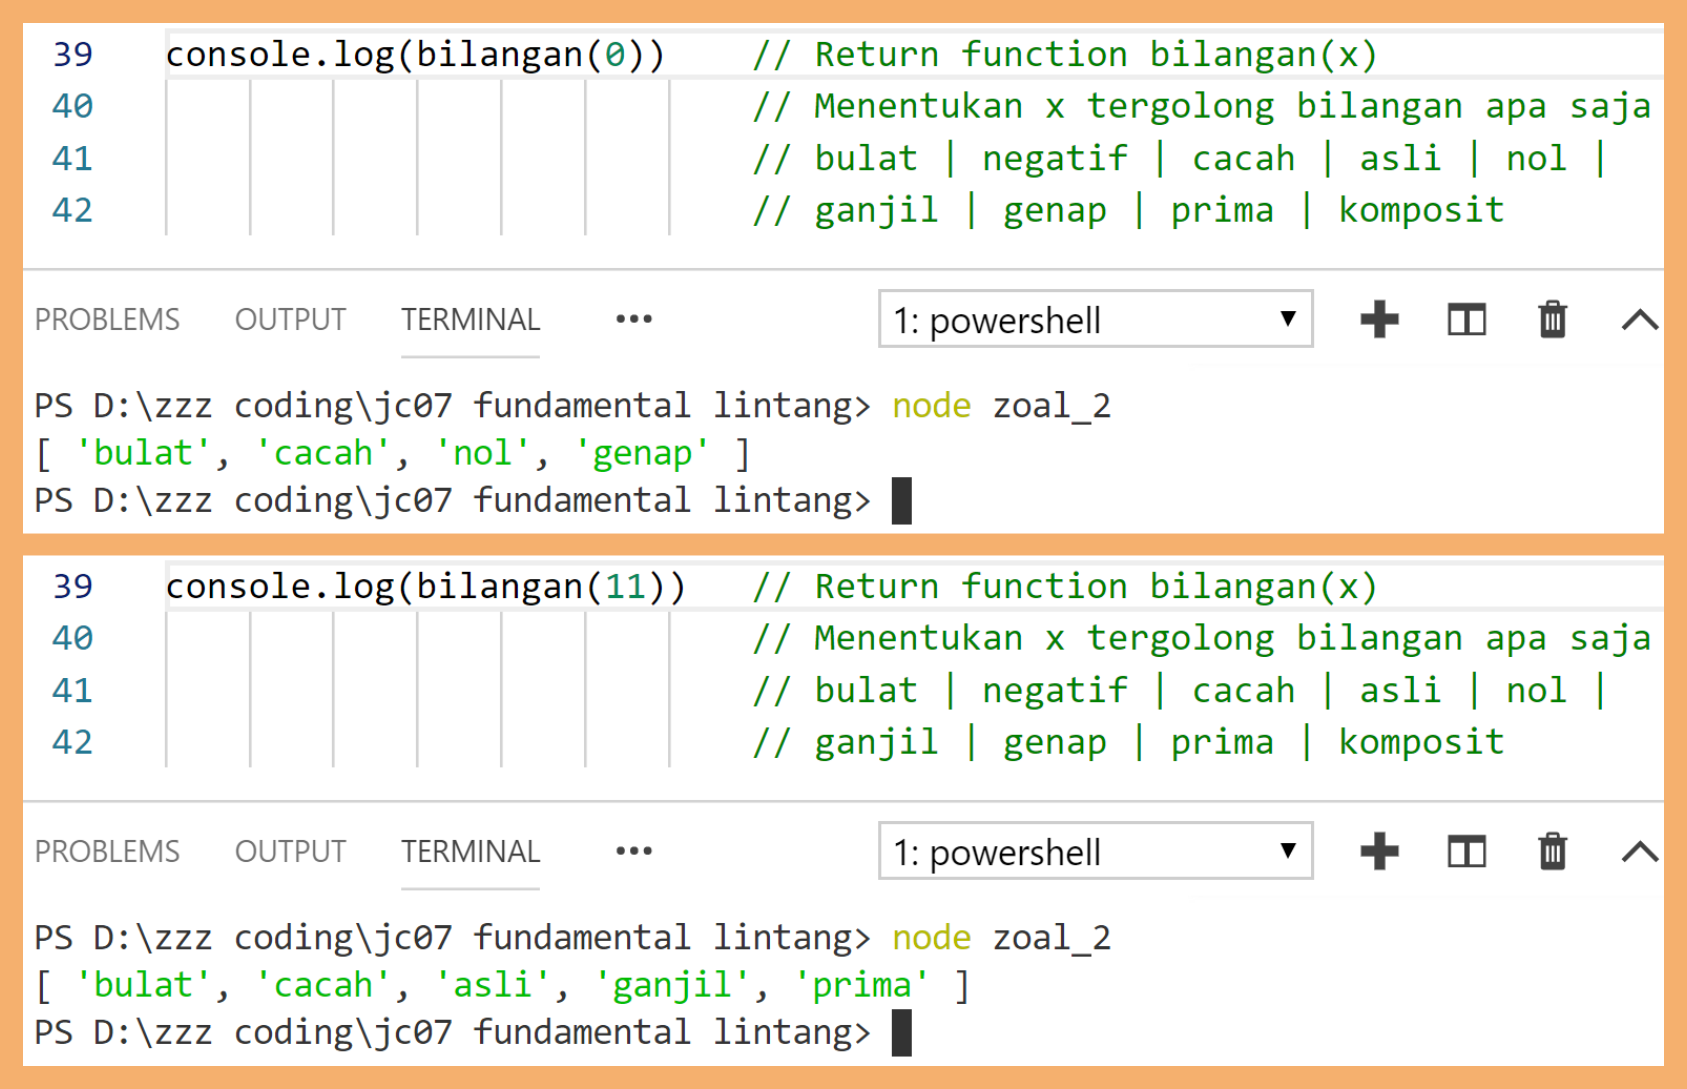 39 console.log(bilangan(0)) // Return function bilangan(x)
40 // Menentukan x tergolong bilangan apa saja
41 // bulat | negatif | cacah | asli | nol |
42 // ganjil | genap | prima | komposit
PROBLEMS OUTPUT TERMINAL ••• 1: powershell
PS D:\zzz coding\jc07 fundamental lintang> node zoal_2
[ 'bulat', 'cacah', 'nol', 'genap' ]
PS D:\zzz coding\jc07 fundamental lintang>
39 console.log(bilangan(11)) // Return function bilangan(x)
40 // Menentukan x tergolong bilangan apa saja
41 // bulat | negatif | cacah | asli | nol |
42 // ganjil | genap | prima | komposit
PROBLEMS OUTPUT TERMINAL ••• 1: powershell
PS D:\zzz coding\jc07 fundamental lintang> node zoal_2
[ 'bulat', 'cacah', 'asli', 'ganjil', 'prima' ]
PS D:\zzz coding\jc07 fundamental lintang>